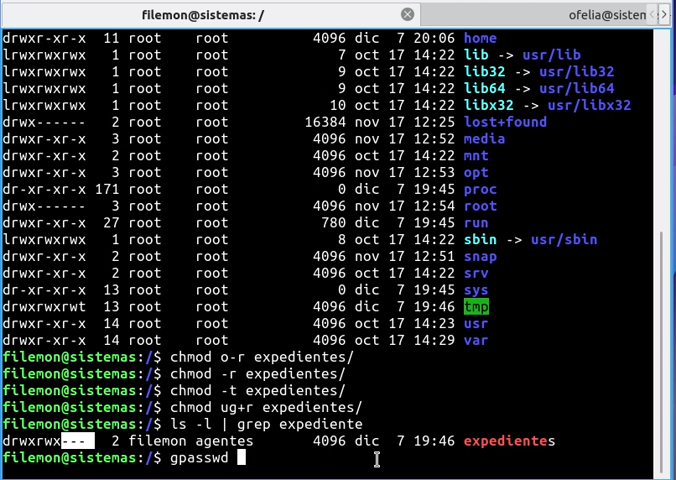 filemon@sistemas: /
ofelia@sistem
drwxr-xr-x 11 root root 4096 dic 7 20:06 home
lrwxrwxrwx 1 root root 7 oct 17 14:22 lib -> usr/lib
lrwxrwxrwx 1 root root 9 oct 17 14:22 lib32 -> usr/lib32
lrwxrwxrwx 1 root root 9 oct 17 14:22 lib64 -> usr/lib64
lrwxrwxrwx 1 root root 10 oct 17 14:22 libx32 -> usr/libx32
drwx------ 2 root root 16384 nov 17 12:25 lost+found
drwxr-xr-x 3 root root 4096 nov 17 12:52 media
drwxr-xr-x 2 root root 4096 oct 17 14:22 mnt
drwxr-xr-x 3 root root 4096 nov 17 12:53 opt
dr-xr-xr-x 171 root root 0 dic 7 19:45 proc
drwx------ 3 root root 4096 nov 17 12:54 root
drwxr-xr-x 27 root root 780 dic 7 19:45 run
lrwxrwxrwx 1 root root 8 oct 17 14:22 sbin -> usr/sbin
drwxr-xr-x 2 root root 4096 nov 17 12:51 snap
drwxr-xr-x 2 root root 4096 oct 17 14:22 srv
dr-xr-xr-x 13 root root 0 dic 7 19:45 sys
drwxrwxrwt 13 root root 4096 dic 7 19:46 tmp
drwxr-xr-x 14 root root 4096 oct 17 14:23 usr
drwxr-xr-x 14 root root 4096 oct 17 14:29 var
filemon@sistemas:/$ chmod o-r expedientes/
filemon@sistemas:/$ chmod -r expedientes/
filemon@sistemas:/$ chmod -t expedientes/
filemon@sistemas:/$ chmod ug+r expedientes/
filemon@sistemas:/$ ls -l | grep expediente
drwxrwx--- 2 filemon agentes 4096 dic 7 19:46 expedientes
filemon@sistemas:/$ gpasswd